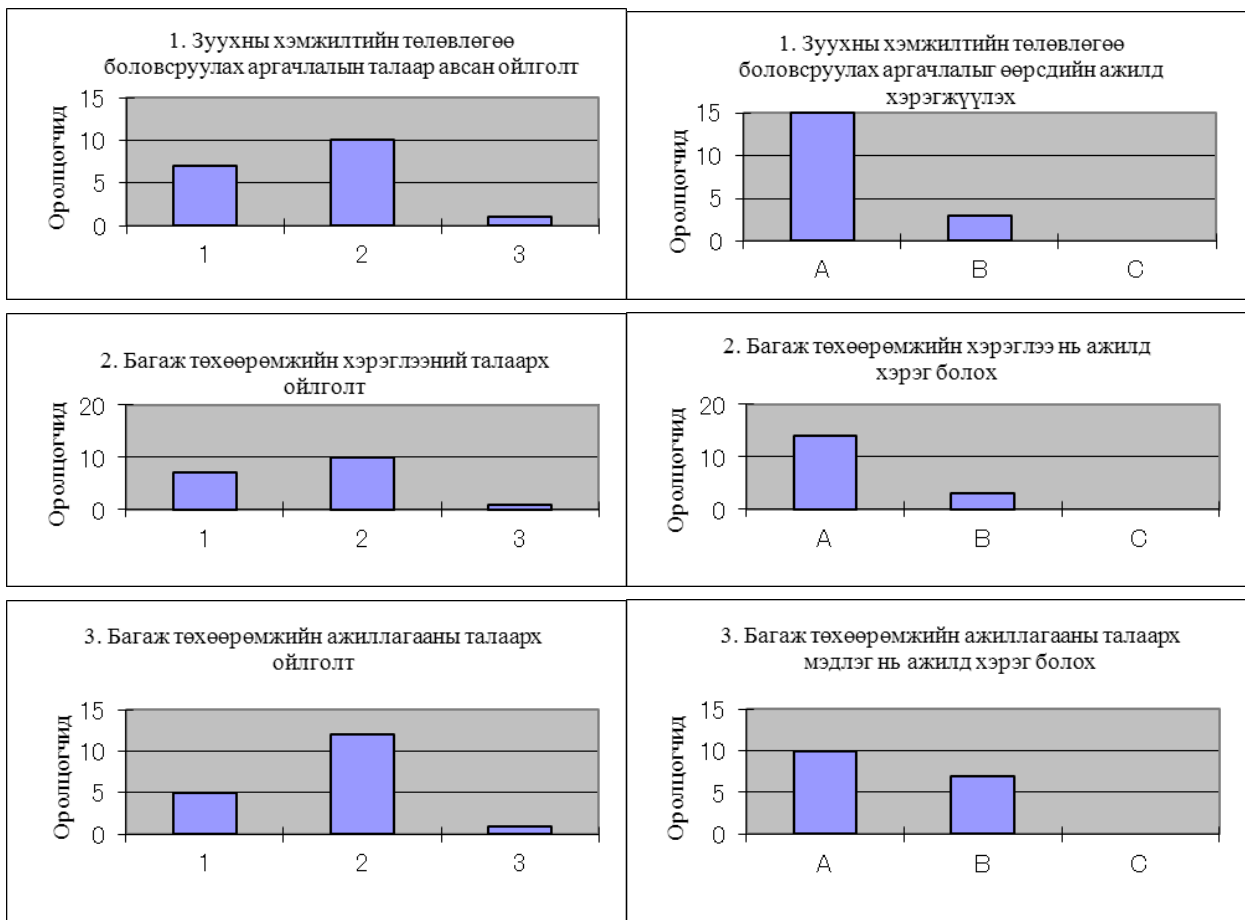 1. Зуухны хэмжилтийн төлөвлөгөө
боловсруулах аргачлалын талаар авсан ойлголт
Оролцогчид
15
10
5
0
1 2 3
1. Зуухны хэмжилтийн төлөвлөгөө
боловсруулах аргачлалыг өөрсдийн ажилд
хэрэгжүүлэх
Оролцогчид
15
10
5
0
A B C
2. Багаж төхөөрөмжийн хэрэглээний талаарх
ойлголт
Оролцогчид
20
10
0
1 2 3
2. Багаж төхөөрөмжийн хэрэглээ нь ажилд
хэрэг болох
Оролцогчид
20
10
0
A B C
3. Багаж төхөөрөмжийн ажиллагааны талаарх
ойлголт
Оролцогчид
15
10
5
0
1 2 3
3. Багаж төхөөрөмжийн ажиллагааны талаарх
мэдлэг нь ажилд хэрэг болох
Оролцогчид
15
10
5
0
A B C